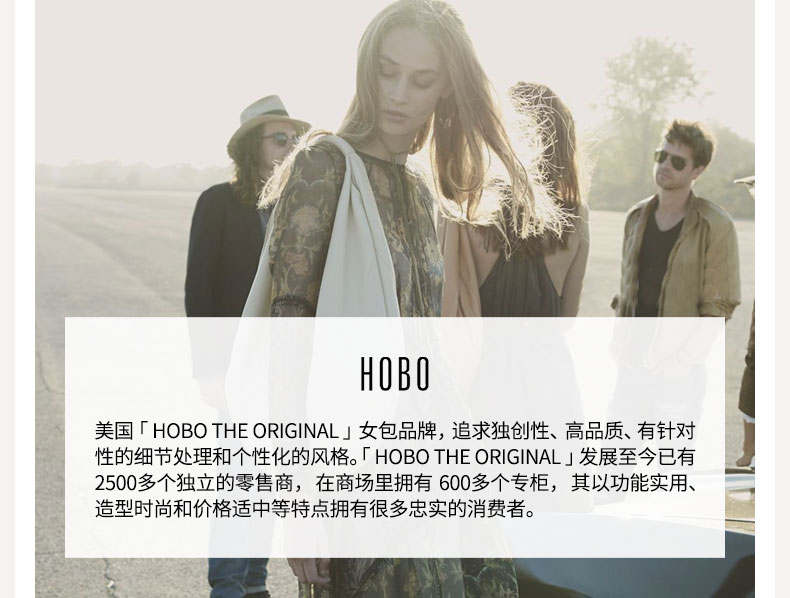 HOBO
美国「HOBO THE ORIGINAL」女包品牌，追求独创性、高品质、有针对
性的细节处理和个性化的风格。「HOBO THE ORIGINAL」发展至今已有
2500多个独立的零售商，在商场里拥有 600多个专柜，其以功能实用、
造型时尚和价格适中等特点拥有很多忠实的消费者。